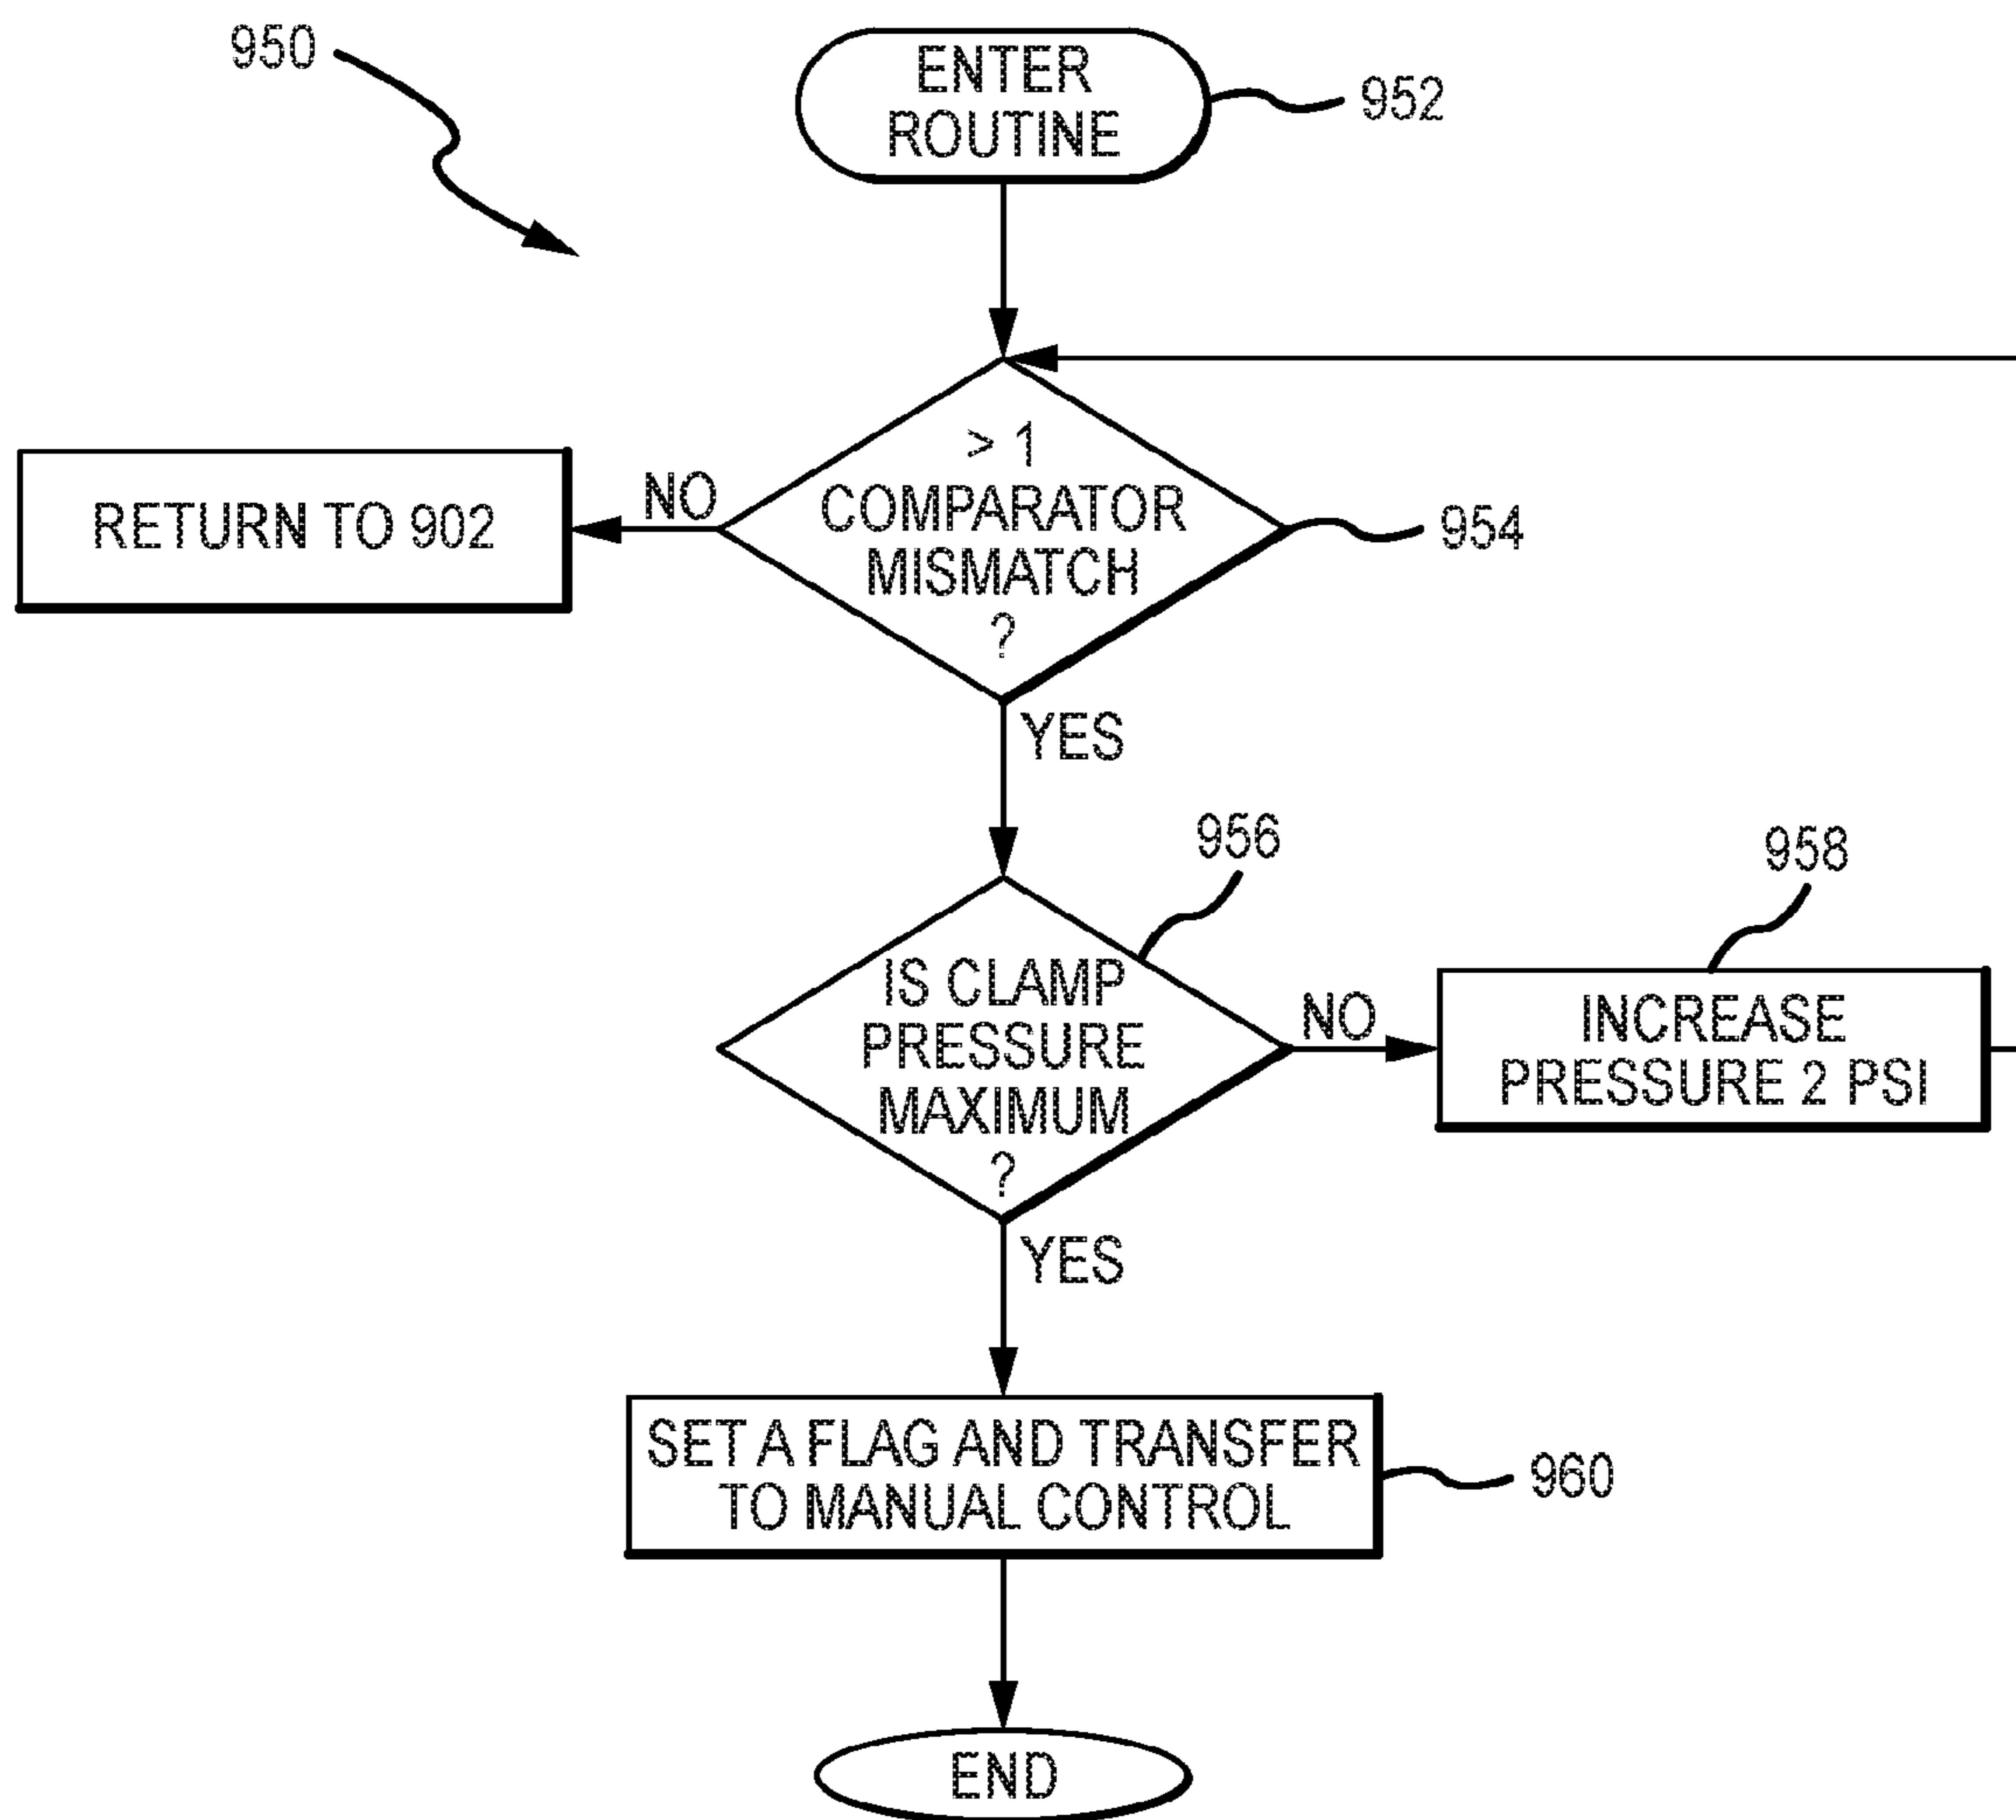 950
ENTER
ROUTINE
952
> 1
COMPARATOR
MISMATCH
?
954
NO
RETURN TO 902
YES
956
IS CLAMP
PRESSURE
MAXIMUM
?
NO
958
INCREASE
PRESSURE 2 PSI
YES
SET A FLAG AND TRANSFER
TO MANUAL CONTROL
960
END